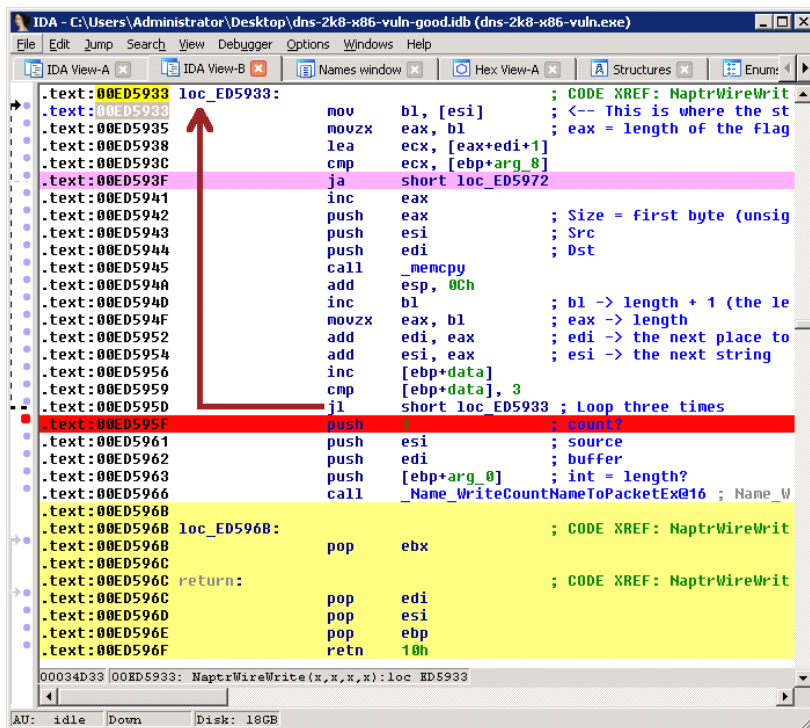 IDA - C:\Users\Administrator\Desktop\dns-2k8-x86-vuln-good.idb (dns-2k8-x86-vuln.exe)
File Edit Jump Search View Debugger Options Windows Help
IDA View-A IDA View-B Names window Hex View-A Structures Enums
.text:00ED5933 loc_ED5933: ; CODE XREF: NaptrWireWrit
.text:00ED5933 mov bl, [esi] ; <-- This is where the st
.text:00ED5935 movzx eax, bl ; eax = length of the flag
.text:00ED5938 lea ecx, [eax+edi+1]
.text:00ED593C cmp ecx, [ebp+arg_8]
.text:00ED593F ja short loc_ED5972
.text:00ED5941 inc eax
.text:00ED5942 push eax ; Size = first byte (unsig
.text:00ED5943 push esi ; Src
.text:00ED5944 push edi ; Dst
.text:00ED5945 call _memcpy
.text:00ED594A add esp, 0Ch
.text:00ED594D inc bl ; bl -> length + 1 (the le
.text:00ED594F movzx eax, bl ; eax -> length
.text:00ED5952 add edi, eax ; edi -> the next place to
.text:00ED5954 add esi, eax ; esi -> the next string
.text:00ED5956 inc [ebp+data]
.text:00ED5959 cmp [ebp+data], 3
.text:00ED595D jl short loc_ED5933 ; Loop three times
.text:00ED595F push 1 ; count?
.text:00ED5961 push esi ; source
.text:00ED5962 push edi ; buffer
.text:00ED5963 push [ebp+arg_0] ; int = length?
.text:00ED5966 call _Name_WriteCountNameToPacketEx@16 ; Name_W
.text:00ED596B
.text:00ED596B loc_ED596B: ; CODE XREF: NaptrWireWrit
.text:00ED596B pop ebx
.text:00ED596C
.text:00ED596C return: ; CODE XREF: NaptrWireWrit
.text:00ED596C pop edi
.text:00ED596D pop esi
.text:00ED596E pop ebp
.text:00ED596F retn 10h
00034D33 00ED5933: NaptrWireWrite(x,x,x,x):loc_ED5933
AU: idle Down Disk: 18GB